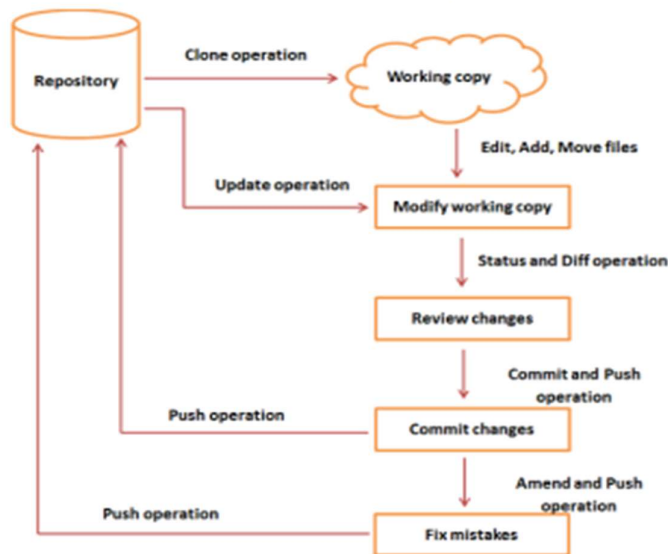 Clone operation
Repository
Working copy
Edit, Add, Move files
Update operation
Modify working copy
Status and Diff operation
Review changes
Commit and Push
operation
Push operation
Commit changes
Amend and Push
operation
Push operation
Fix mistakes